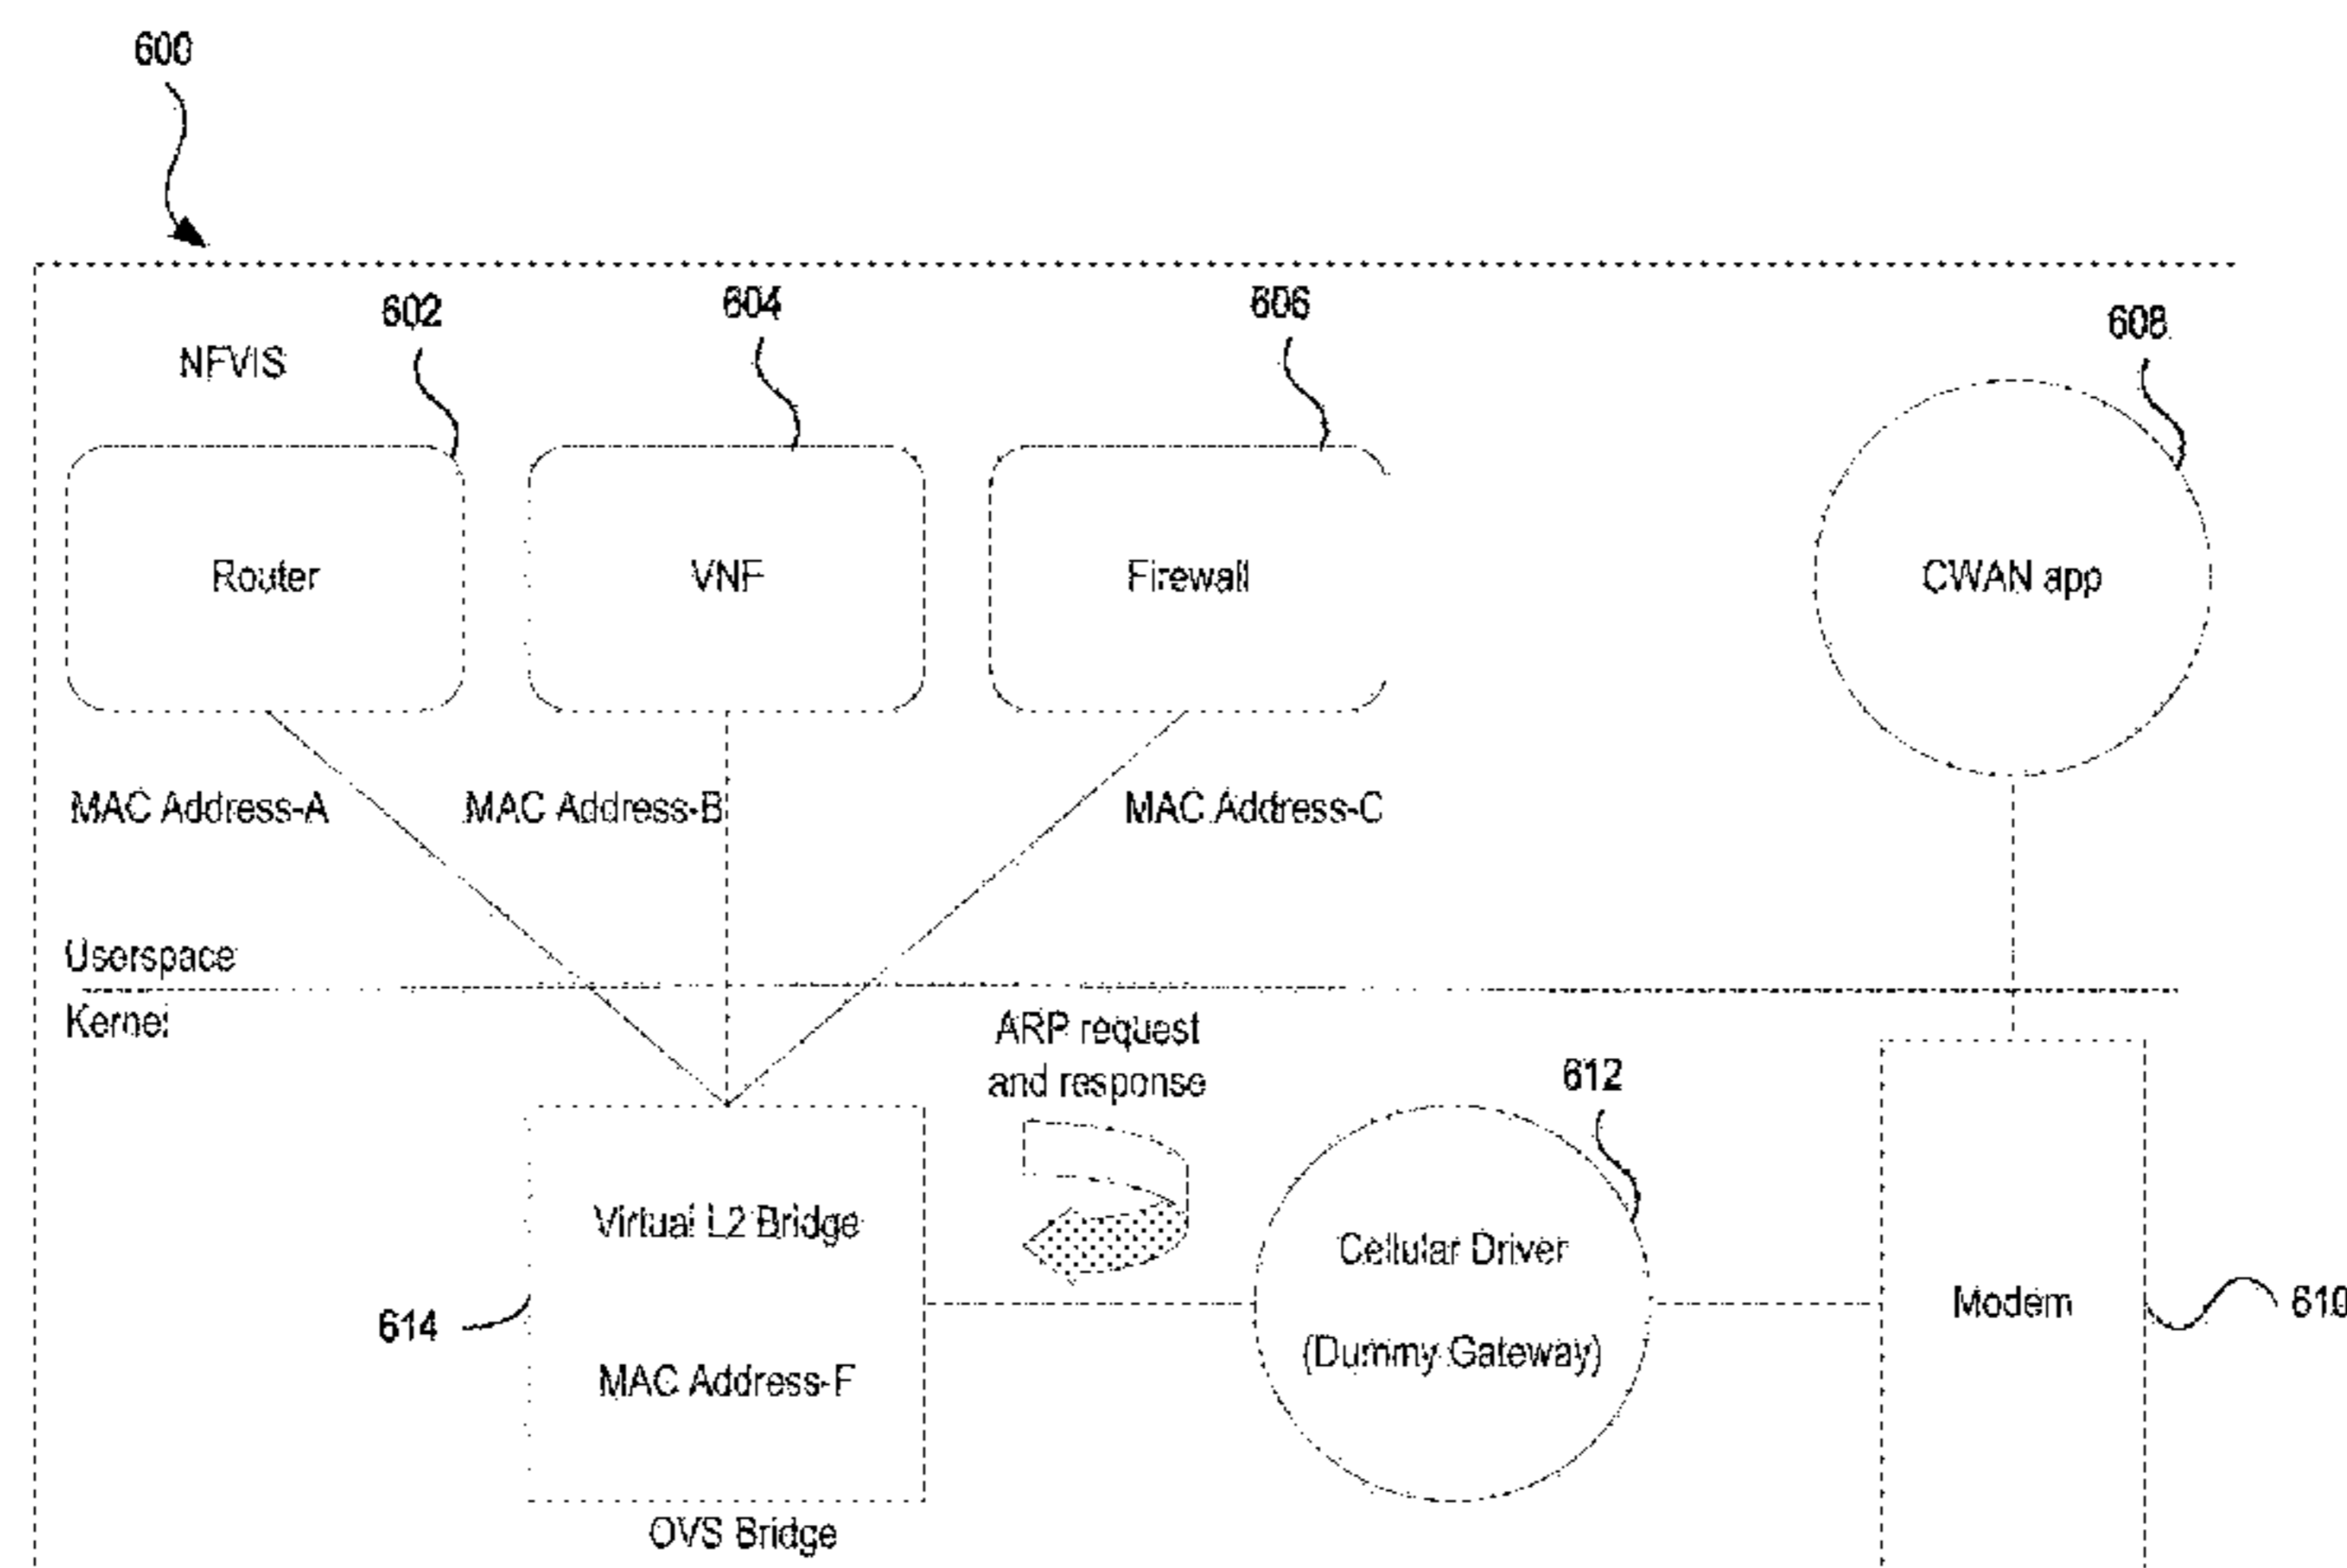 600
602
604
606
608
NFVIS
Router
VNF
Firewall
CWAN app
MAC Address-A
MAC Address-B
MAC Address-C
Userspace
Kernel
ARP request
and response
612
Virtual L2 Bridge
Cellular Driver
Modem
610
614
(Dummy Gateway)
MAC Address-F
OVS Bridge